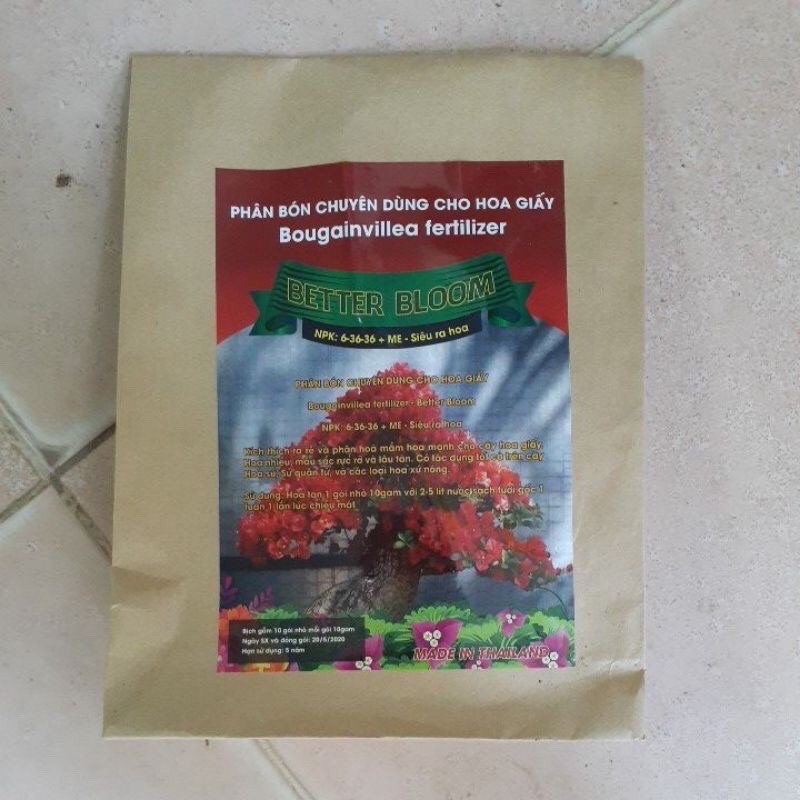 PHÂN BÓN CHUYÊN DÙNG CHO HOA GIẤY
Bougainvillea fertilizer
BETTER BLOOM
NPK: 6-36-36 + ME - Siêu ra hoa
PHÂN BÓN CHUYÊN DÙNG CHO HOA GIẤY
Bougainvillea fertilizer - Better Bloom
NPK: 6-36-36 + ME - Siêu ra hoa
Kích thích ra rễ và phân hoá mầm hoa mạnh cho cây hoa giấy.
Hoa nhiều, màu sắc rực rỡ và lâu tàn. Có tác dụng tốt cả trên cây
Hoa sứ, Sứ quân tử, và các loại hoa xứ nóng.
Sử dụng: Hoà tan 1 gói nhỏ 10gam với 2-5 lít nước sạch tưới gốc 1
tuần 1 lần lúc chiều mát
Bịch gồm 10 gói nhỏ mỗi gói 10gam
Ngày SX và đóng gói: 20/5/2020
Hạn sử dụng: 5 năm
MADE IN THAILAND